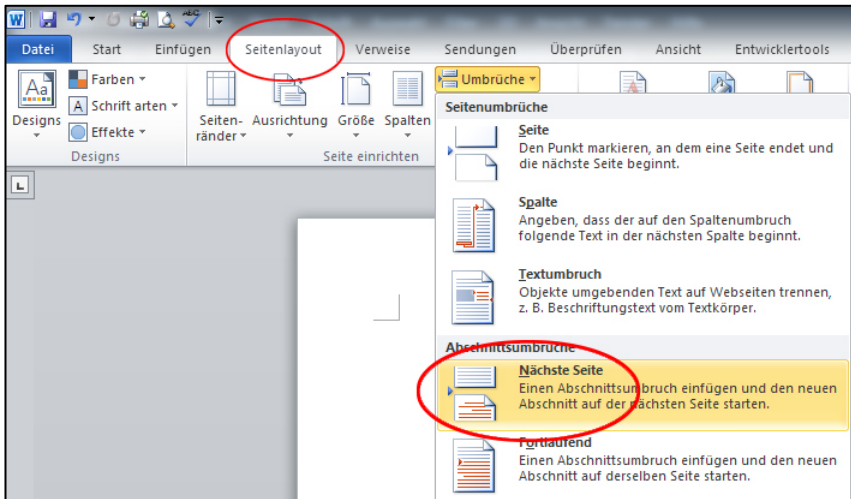 W ABC
Datei Start Einfügen Seitenlayout Verweise Sendungen Überprüfen Ansicht Entwicklertools
Aa Farben
A Schrift arten
Effekte
Designs
Seiten-
ränder
Ausrichtung Größe Spalten
Umbrüche
Designs Seite einrichten
L
Seitenumbrüche
Seite
Den Punkt markieren, an dem eine Seite endet und
die nächste Seite beginnt.
Spalte
Angeben, dass der auf den Spaltenumbruch
folgende Text in der nächsten Spalte beginnt.
Textumbruch
Objekte umgebenden Text auf Webseiten trennen,
z. B. Beschriftungstext vom Textkörper.
Abschnittsumbrüche
Nächste Seite
Einen Abschnittsumbruch einfügen und den neuen
Abschnitt auf der nächsten Seite starten.
Fortlaufend
Einen Abschnittsumbruch einfügen und den neuen
Abschnitt auf derselben Seite starten.